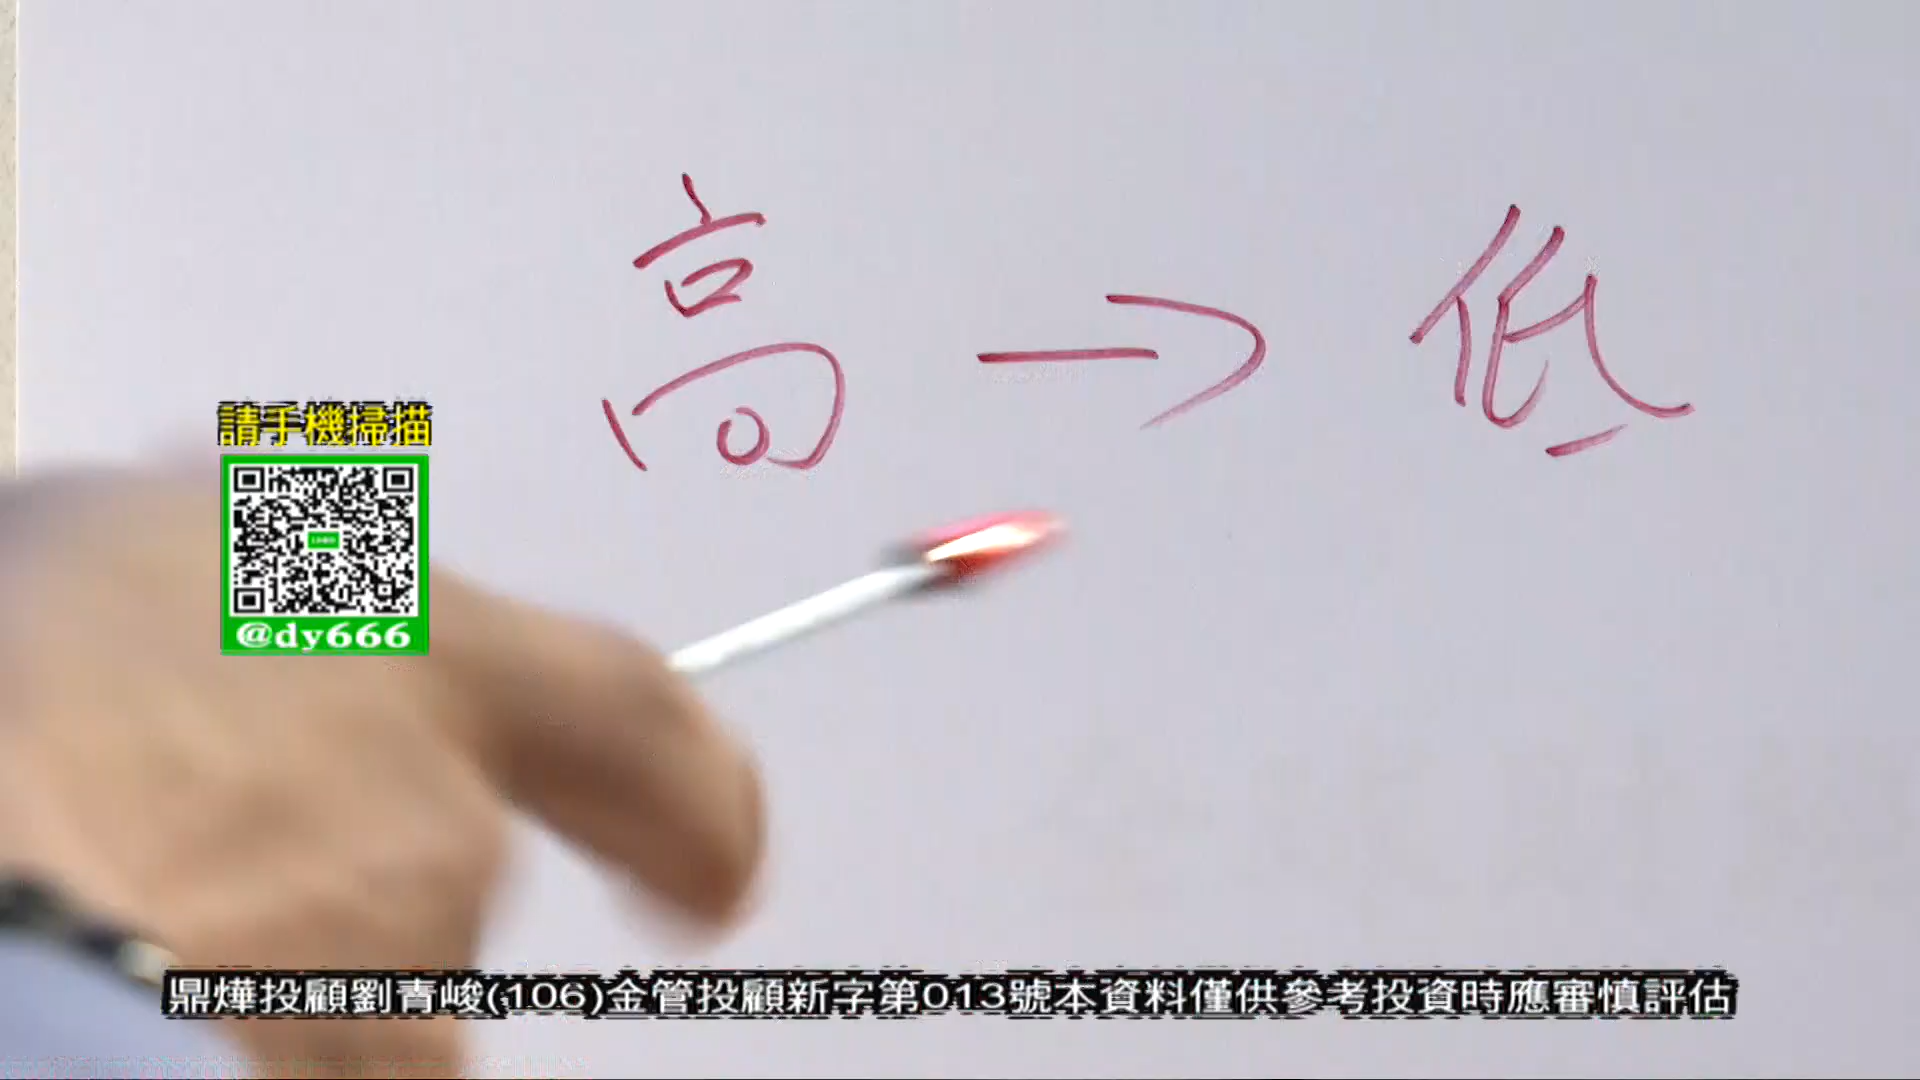 高 → 低
請手機掃描
@dy666
鼎燁投顧劉青峻(106)金管投顧新字第013號本資料僅供參考投資時應審慎評估